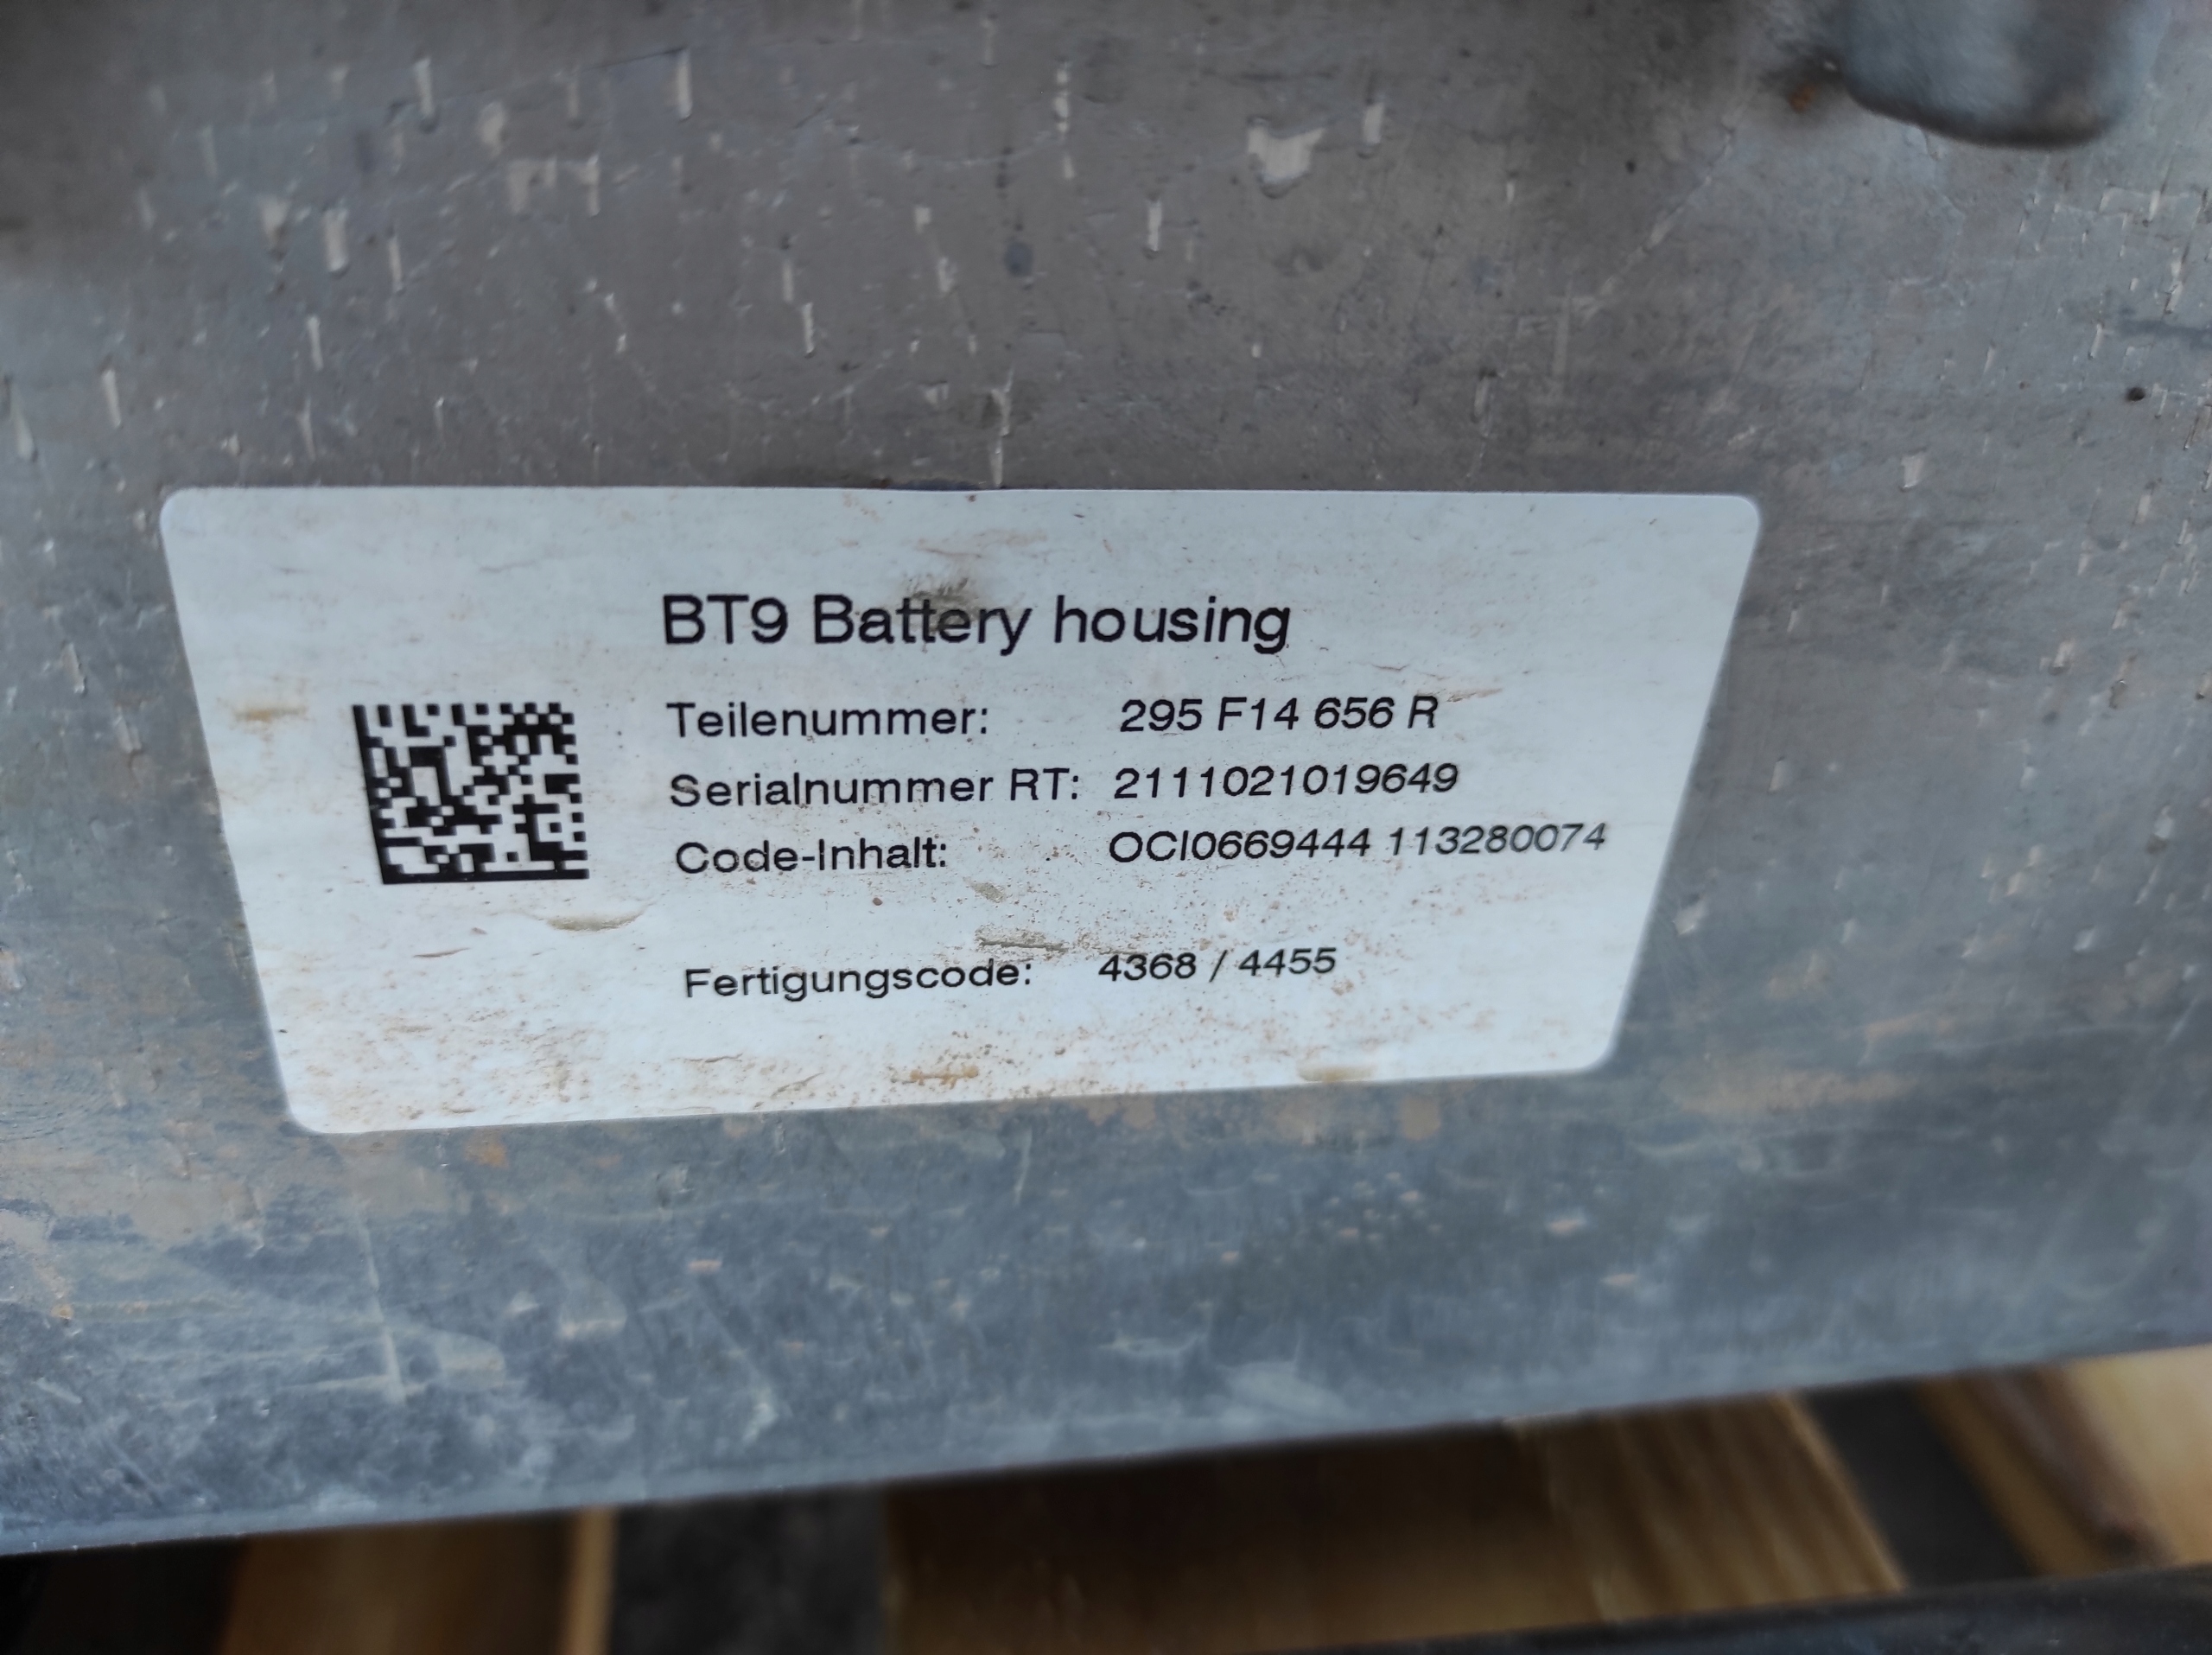 BT9 Battery housing
Teilenummer: 295 F14 656 R
Serialnummer RT: 2111021019649
Code-Inhalt: OCI0669444 113280074
Fertigungscode: 4368 / 4455